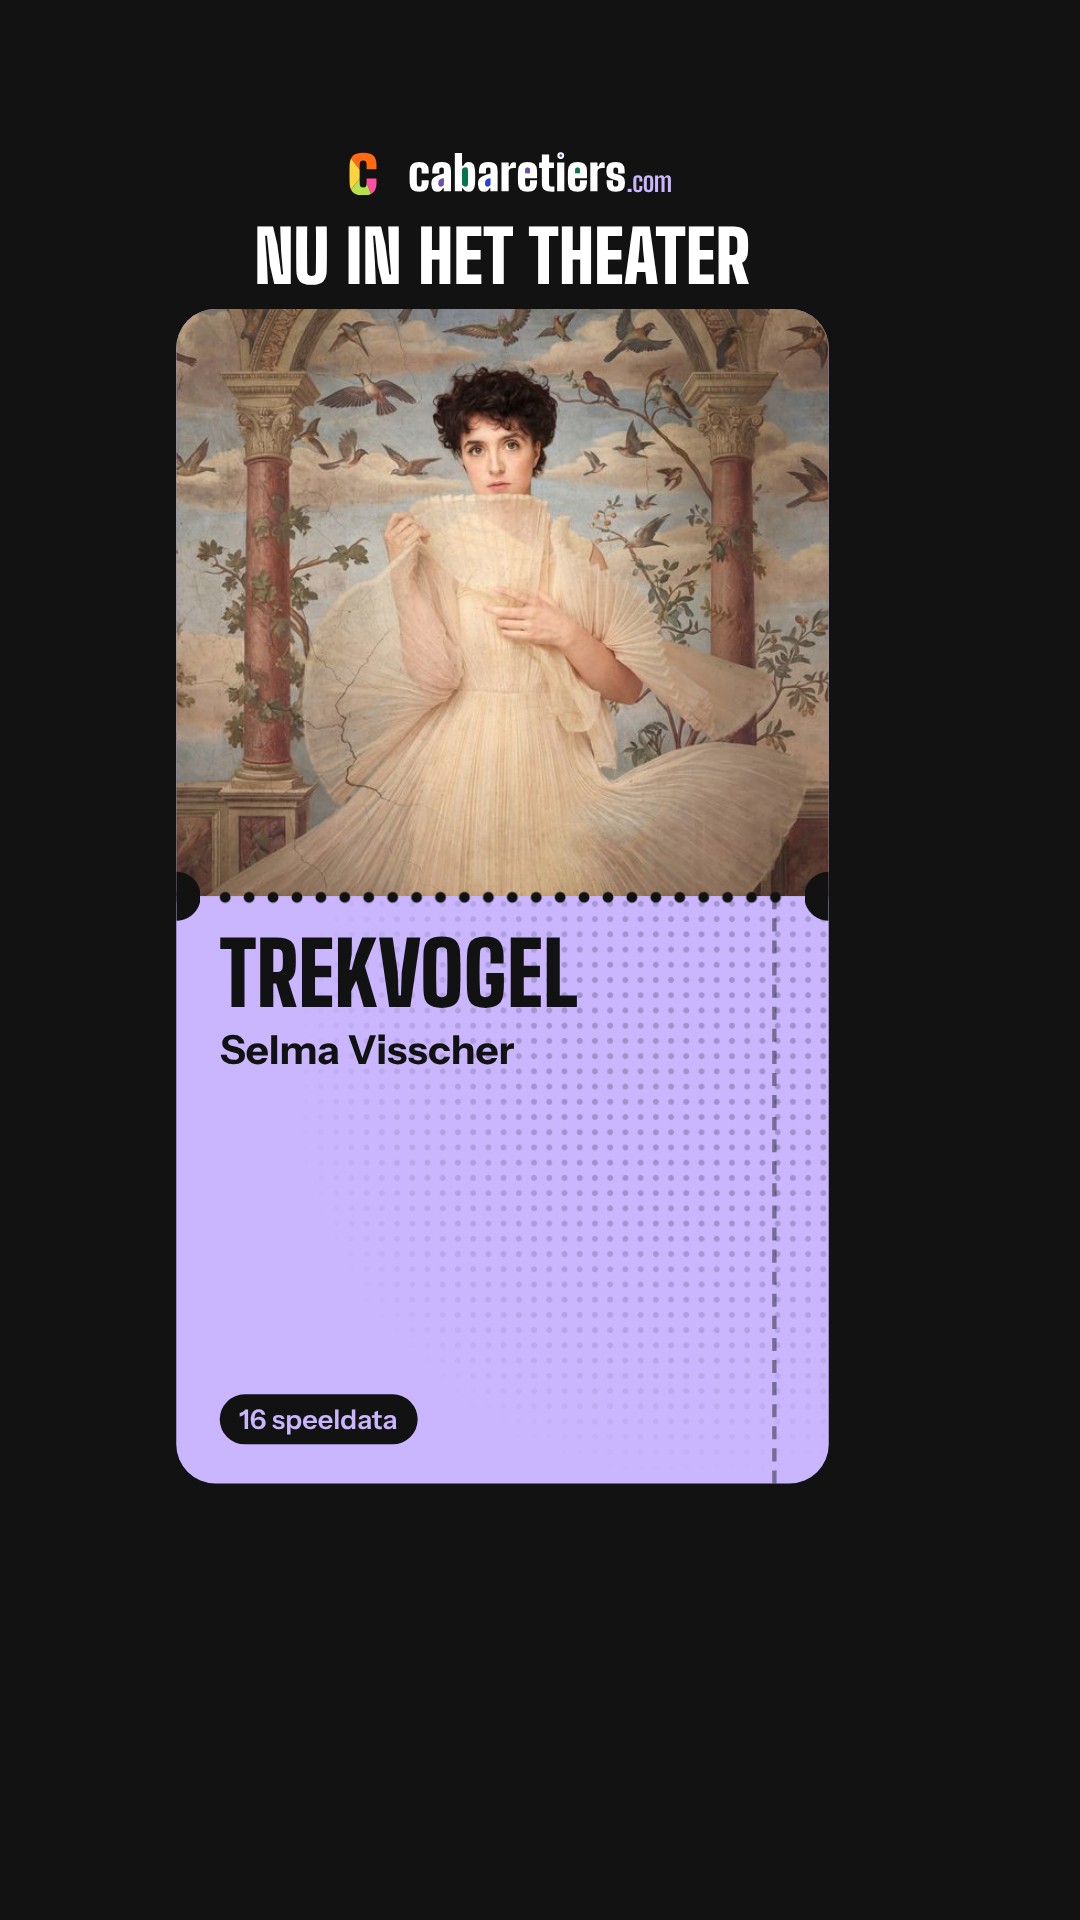 cabaretiers.com
NU IN HET THEATER
TREKVOGEL
Selma Visscher
16 speeldata